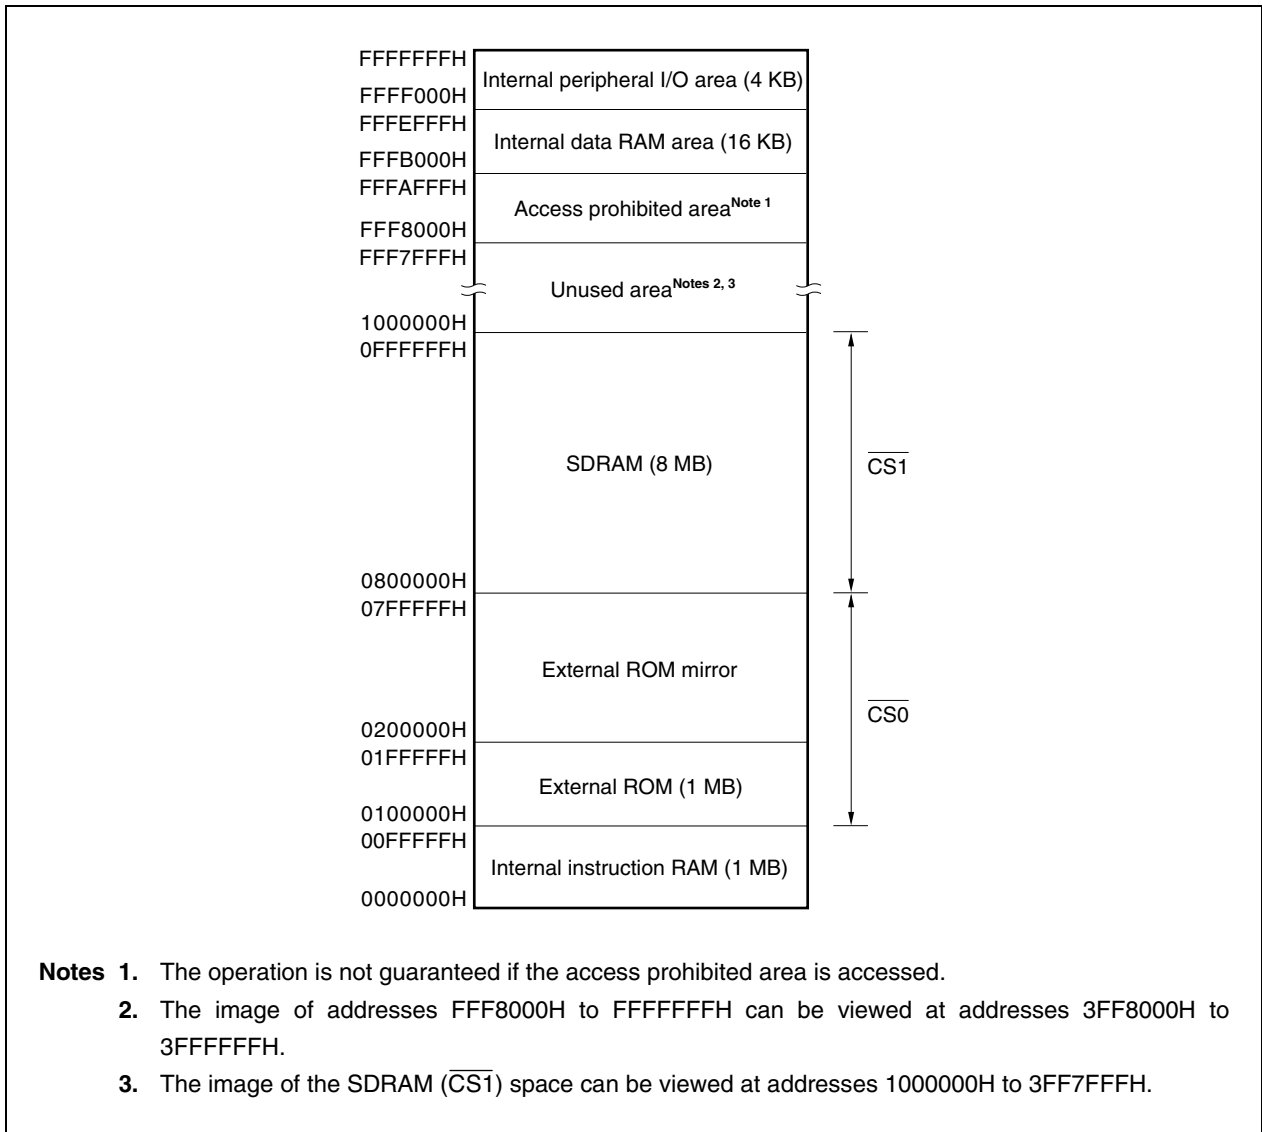 FFFFFFFH
Internal peripheral I/O area (4 KB)
FFFF000H
FFFEFFFH
Internal data RAM area (16 KB)
FFFB000H
FFFAFFFH
Access prohibited areaNote 1
FFF8000H
FFF7FFFH
Unused areaNotes 2, 3
1000000H
0FFFFFFH
SDRAM (8 MB)
CS1
0800000H
07FFFFFH
External ROM mirror
CS0
0200000H
01FFFFFH
External ROM (1 MB)
0100000H
00FFFFFH
Internal instruction RAM (1 MB)
0000000H
Notes 1. The operation is not guaranteed if the access prohibited area is accessed.
2. The image of addresses FFF8000H to FFFFFFFH can be viewed at addresses 3FF8000H to
3FFFFFFH.
3. The image of the SDRAM (CS1) space can be viewed at addresses 1000000H to 3FF7FFFH.